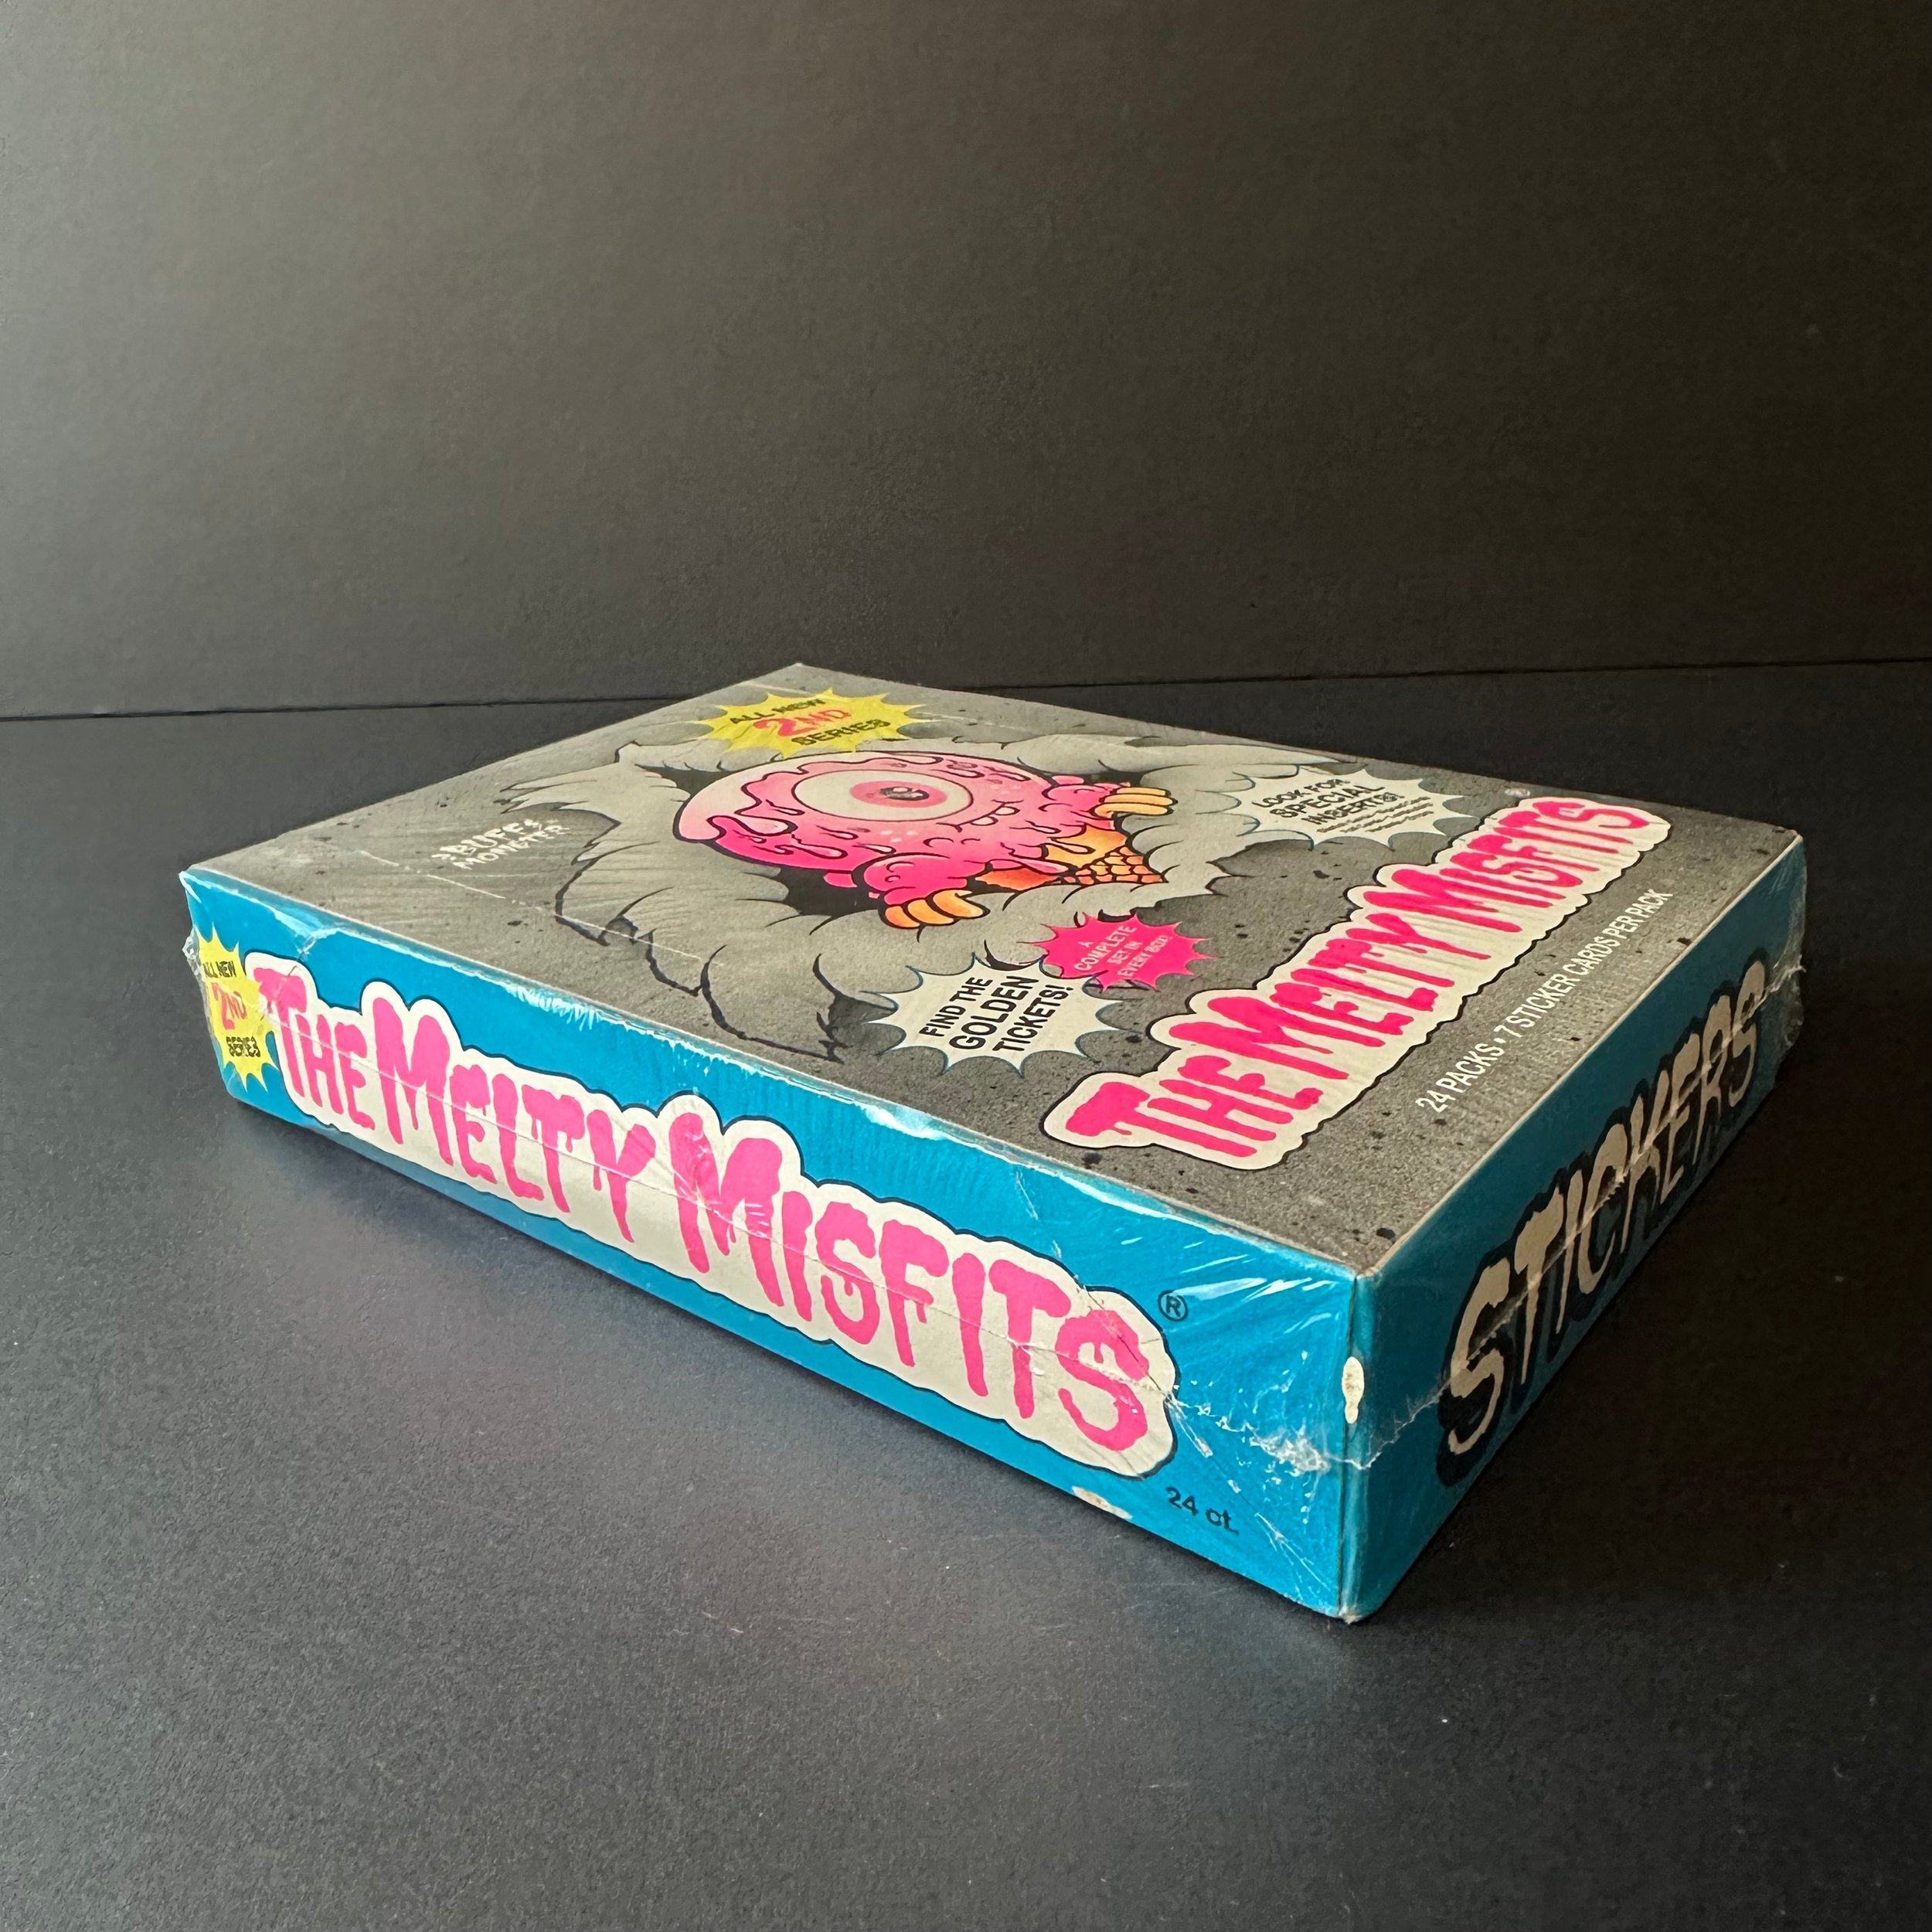 ALL NEW
2ND
SERIES
BUFF
MONSTER
LOOK FOR
SPECIAL
INSERTS!
A
COMPLETE
SET IN
EVERY BOX!
FIND THE
GOLDEN
TICKETS!
THE MELTY MISFITS ®
24 PACKS • 7 STICKER CARDS PER PACK
ALL NEW
2ND
SERIES
THE MELTY MISFITS ®
24 ct.
STICKERS